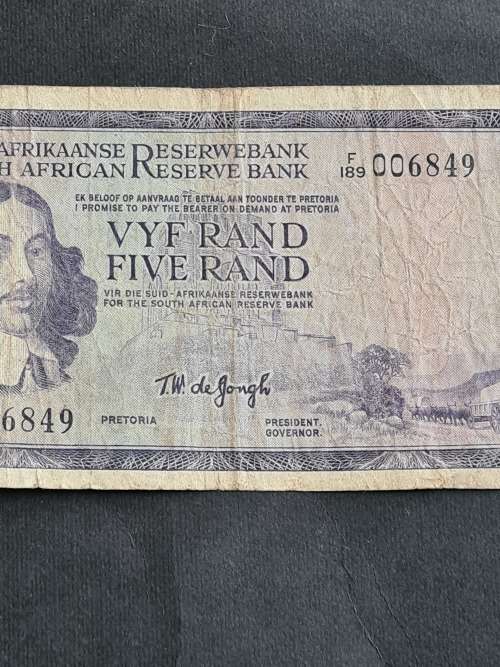 AFRIKAANSE RESERWEBANK
H AFRICAN RESERVE BANK
F/189 006849
EK BELOOF OP AANVRAAG TE BETAAL AAN TOONDER TE PRETORIA
I PROMISE TO PAY THE BEARER ON DEMAND AT PRETORIA
VYF RAND
FIVE RAND
VIR DIE SUID-AFRIKAANSE RESERWEBANK
FOR THE SOUTH AFRICAN RESERVE BANK
T.W. de Jongh
6849
PRETORIA
PRESIDENT.
GOVERNOR.